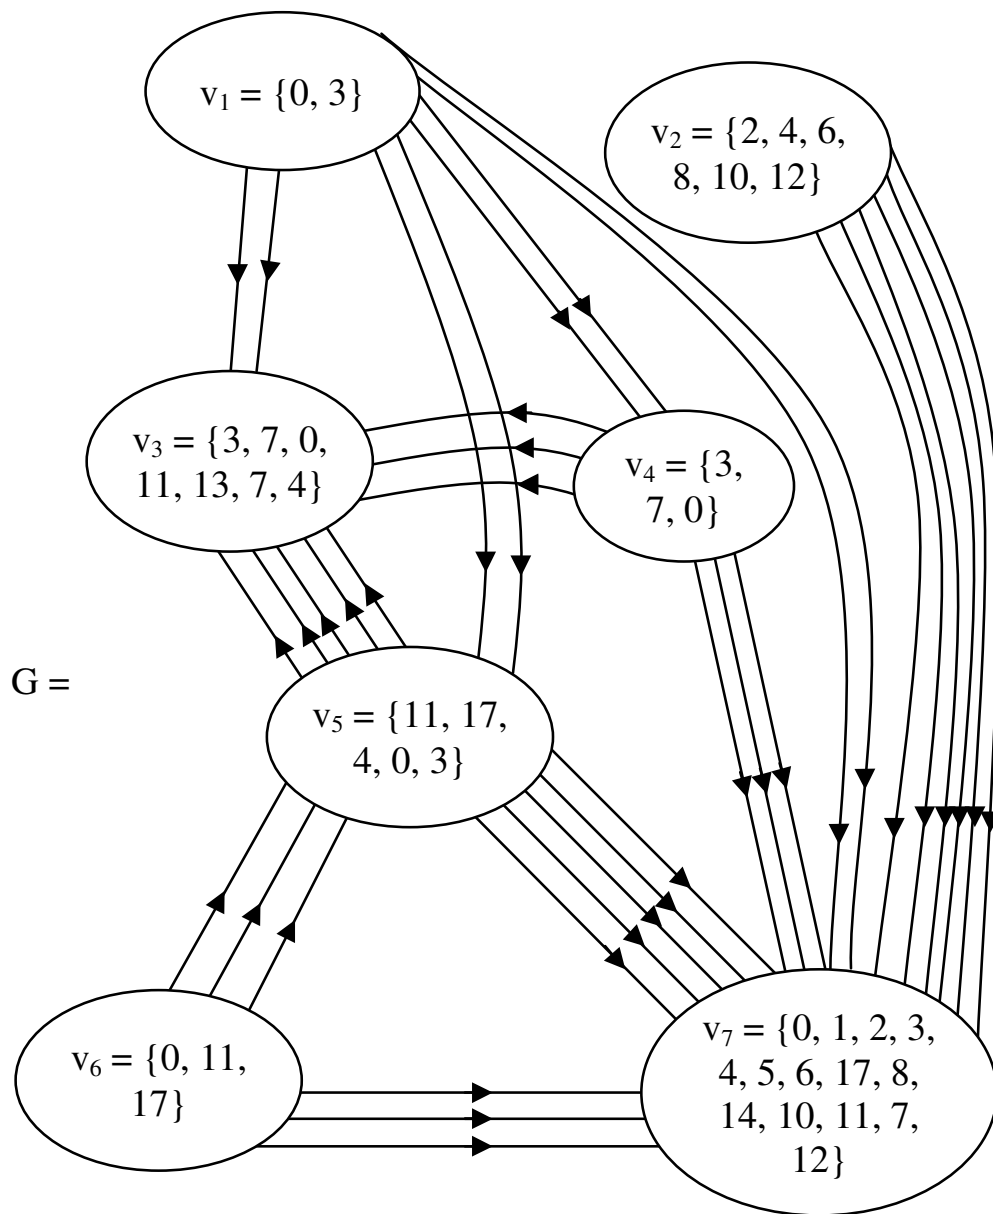 v₁ = {0, 3}
v₂ = {2, 4, 6,
8, 10, 12}
v₃ = {3, 7, 0,
11, 13, 7, 4}
v₄ = {3,
7, 0}
G =
v₅ = {11, 17,
4, 0, 3}
v₆ = {0, 11,
17}
v₇ = {0, 1, 2, 3,
4, 5, 6, 17, 8,
14, 10, 11, 7,
12}